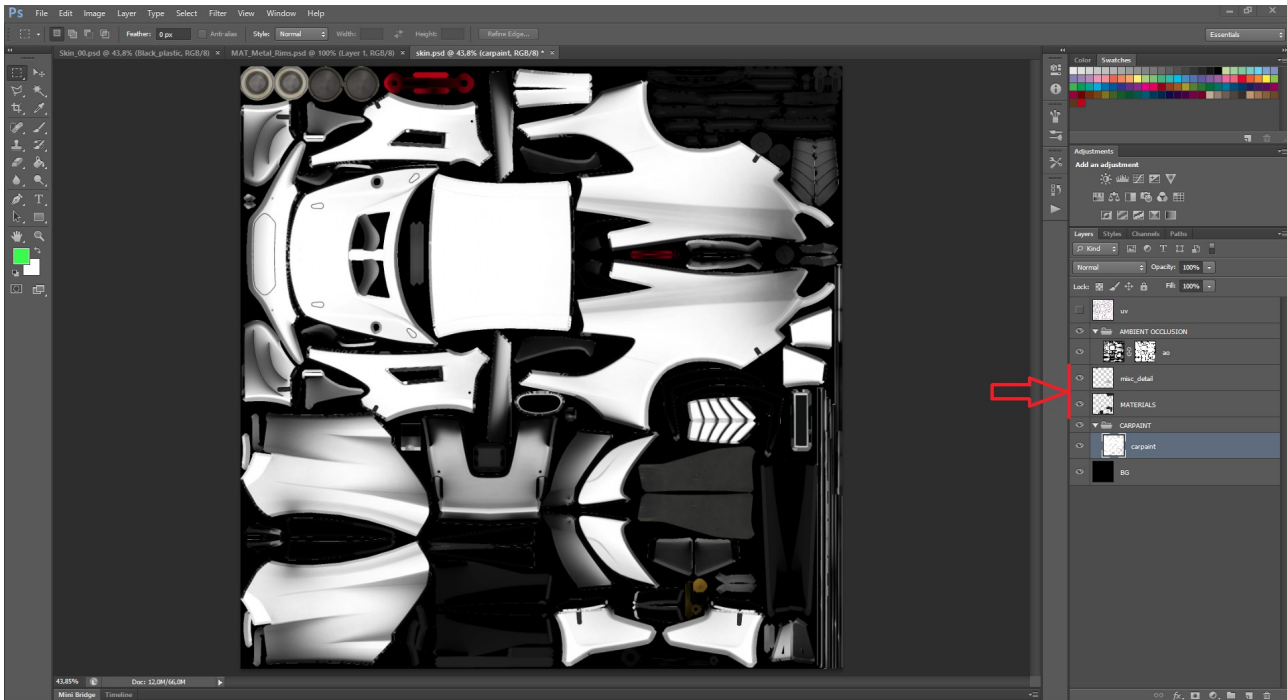 Ps File Edit Image Layer Type Select Filter View Window Help
Feather: 0 px Anti-alias Style: Normal Width: Height: Refine Edge... Essentials
Skin_00.psd @ 43,8% (Black_plastic, RGB/8) × MAT_Metal_Rims.psd @ 100% (Layer 1, RGB/8) × skin.psd @ 43,8% (carpaint, RGB/8) * ×
Color Swatches
Adjustments
Add an adjustment
Layers Styles Channels Paths
Kind
Normal Opacity: 100%
Lock: Fill: 100%
uv
AMBIENT OCCLUSION
ao
misc_detail
MATERIALS
CARPAINT
carpaint
BG
43,85% Doc: 12,0M/66,0M
Mini Bridge Timeline